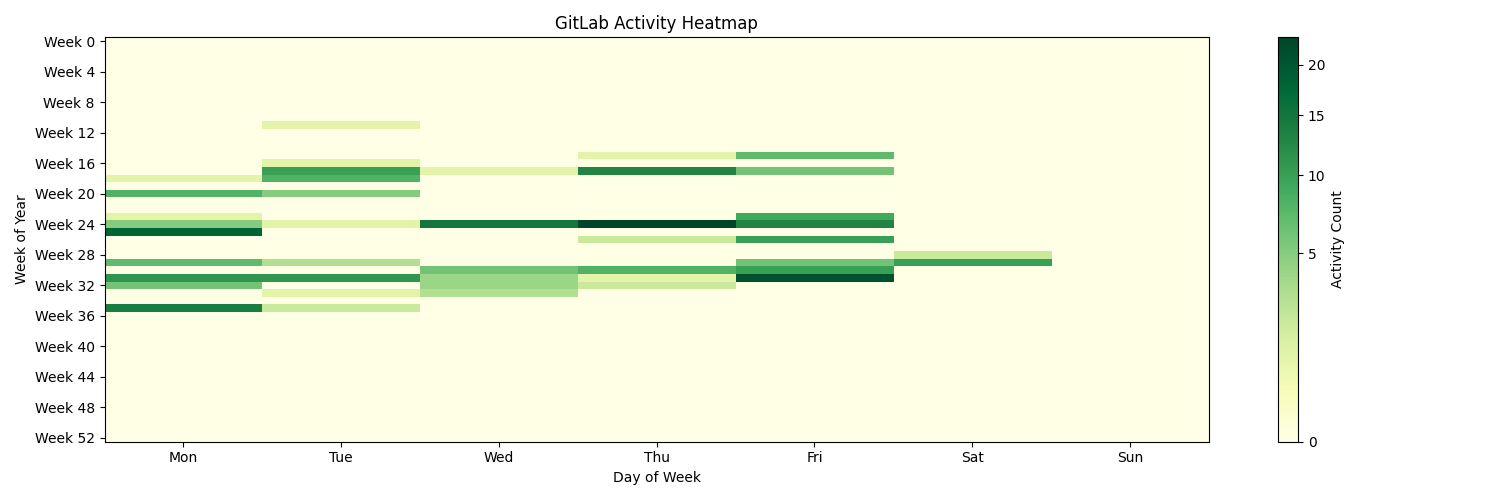 GitLab Activity Heatmap
Week of Year
Week 0
Week 4
Week 8
Week 12
Week 16
Week 20
Week 24
Week 28
Week 32
Week 36
Week 40
Week 44
Week 48
Week 52
Mon Tue Wed Thu Fri Sat Sun
Day of Week
20
15
10
5
0
Activity Count